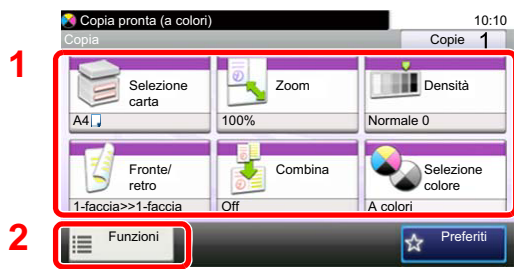 Copia pronta (a colori)
10:10
Copia
Copie 1
1
Selezione
carta
A4
Zoom
100%
Densità
Normale 0
Fronte/
retro
1-faccia>>1-faccia
Combina
Off
Selezione
colore
A colori
2
Funzioni
Preferiti